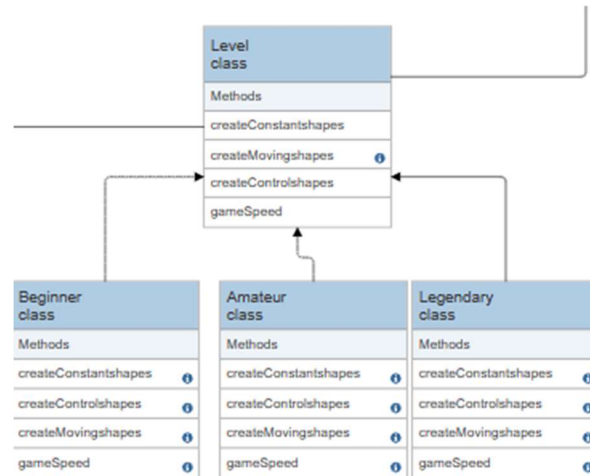 Level
class
Methods
createConstantshapes
createMovingshapes
createControlshapes
gameSpeed
Beginner
class
Methods
createConstantshapes
createControlshapes
createMovingshapes
gameSpeed
Amateur
class
Methods
createConstantshapes
createControlshapes
createMovingshapes
gameSpeed
Legendary
class
Methods
createConstantshapes
createControlshapes
createMovingshapes
gameSpeed